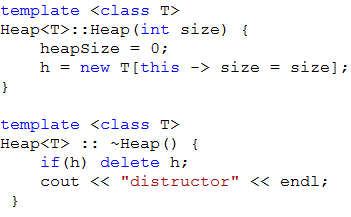 template <class T>
Heap<T>::Heap(int size) {
    heapSize = 0;
    h = new T[this -> size = size];
}
template <class T>
Heap<T> :: ~Heap() {
    if(h) delete h;
    cout << "distructor" << endl;
 }